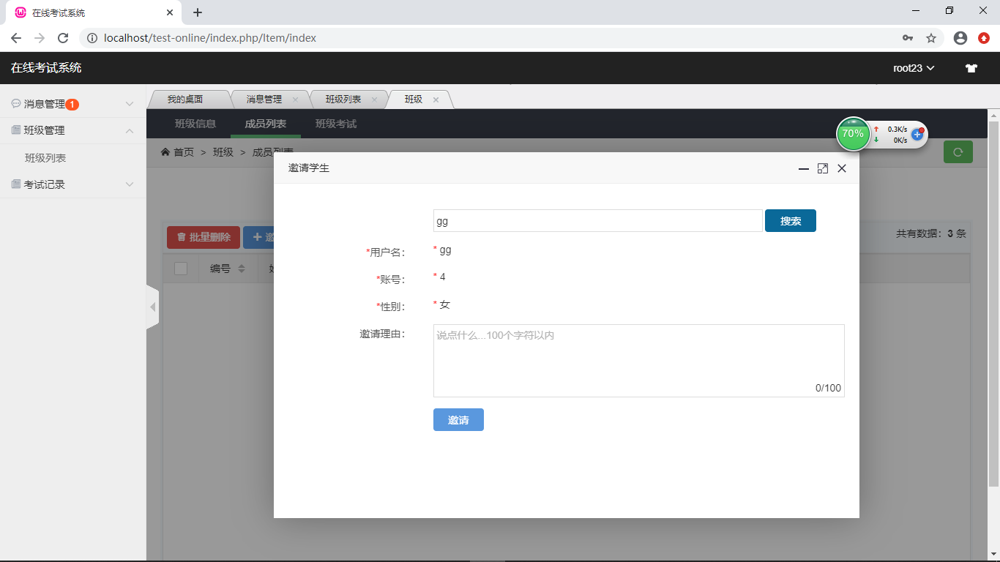 在线考试系统
localhost/test-online/index.php/Item/index
在线考试系统
root23
消息管理 1
班级管理
班级列表
考试记录
我的桌面 消息管理 班级列表 班级
班级信息 成员列表 班级考试
70% 0.3K/s
0K/s
首页 > 班级 > 成员列表
邀请学生
gg 搜索
*用户名： * gg
*账号： * 4
*性别： * 女
邀请理由： 说点什么...100个字符以内
0/100
邀请
批量删除 邀
共有数据：3 条
编号